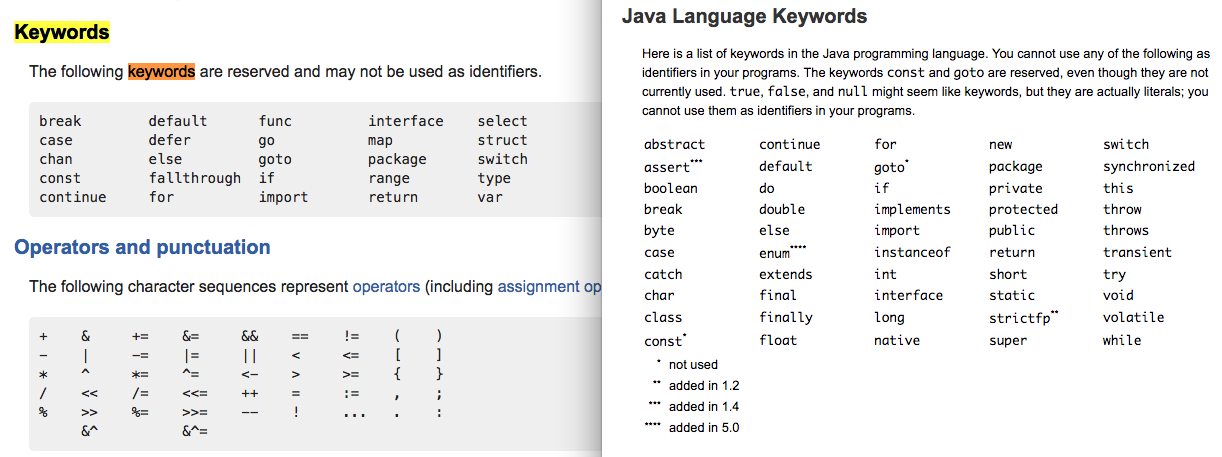 Keywords
The following keywords are reserved and may not be used as identifiers.
break default func interface select
case defer go map struct
chan else goto package switch
const fallthrough if range type
continue for import return var
Operators and punctuation
The following character sequences represent operators (including assignment op
+ & += &= && == != ( )
- | -= |= || < <= [ ]
* ^ *= ^= <- > >= { }
/ << /= <<= ++ = := , ;
% >> %= >>= -- ! ... . :
&^ &^=
Java Language Keywords
Here is a list of keywords in the Java programming language. You cannot use any of the following as
identifiers in your programs. The keywords const and goto are reserved, even though they are not
currently used. true, false, and null might seem like keywords, but they are actually literals; you
cannot use them as identifiers in your programs.
abstract continue for new switch
assert*** default goto* package synchronized
boolean do if private this
break double implements protected throw
byte else import public throws
case enum**** instanceof return transient
catch extends int short try
char final interface static void
class finally long strictfp** volatile
const* float native super while
* not used
** added in 1.2
*** added in 1.4
**** added in 5.0